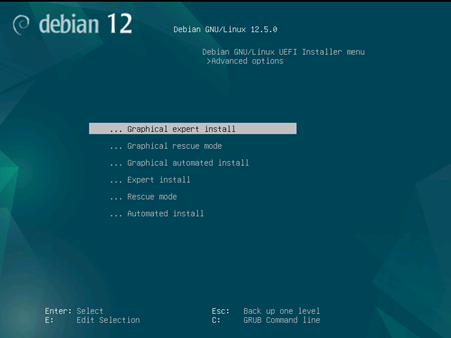 debian 12
Debian GNU/Linux 12.5.0
Debian GNU/Linux UEFI Installer menu
>Advanced options
... Graphical expert install
... Graphical rescue mode
... Graphical automated install
... Expert install
... Rescue mode
... Automated install
Enter: Select Esc: Back up one level
E: Edit Selection C: GRUB Command line